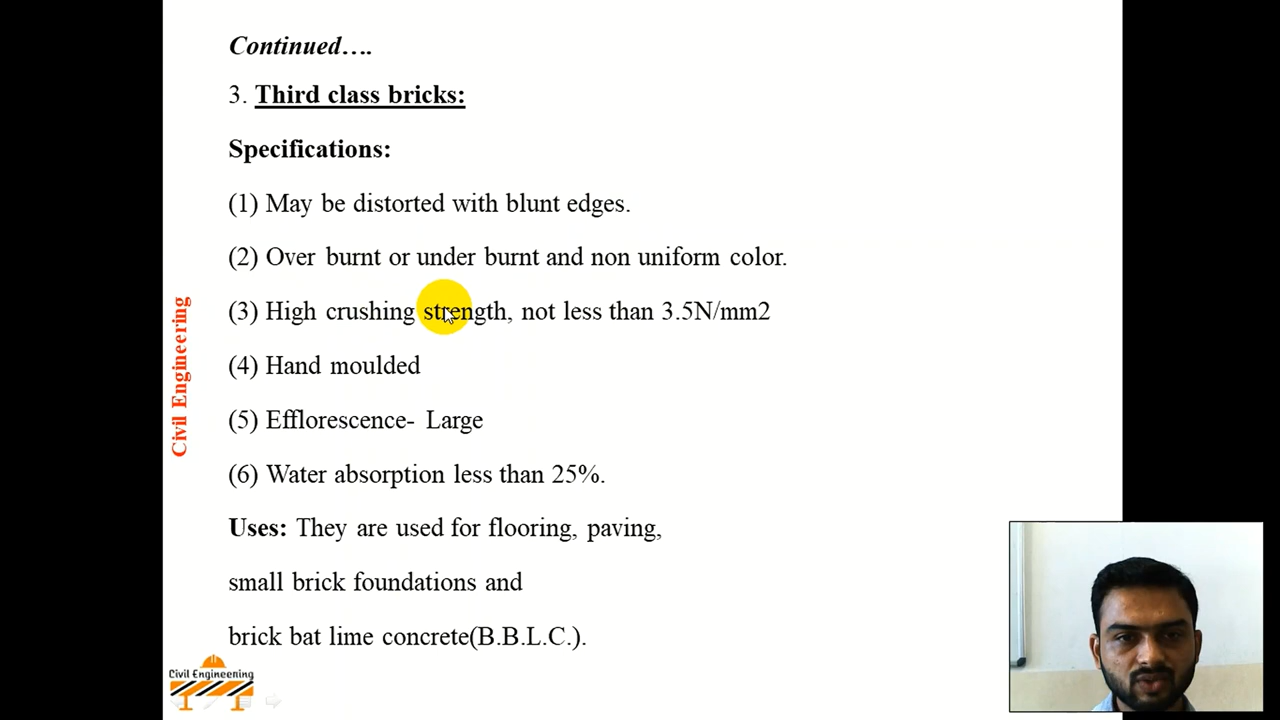 Continued….
3. Third class bricks:
Specifications:
(1) May be distorted with blunt edges.
(2) Over burnt or under burnt and non uniform color.
(3) High crushing strength, not less than 3.5N/mm2
(4) Hand moulded
(5) Efflorescence- Large
(6) Water absorption less than 25%.
Uses: They are used for flooring, paving,
small brick foundations and
brick bat lime concrete(B.B.L.C.).
Civil Engineering
Civil Engineering